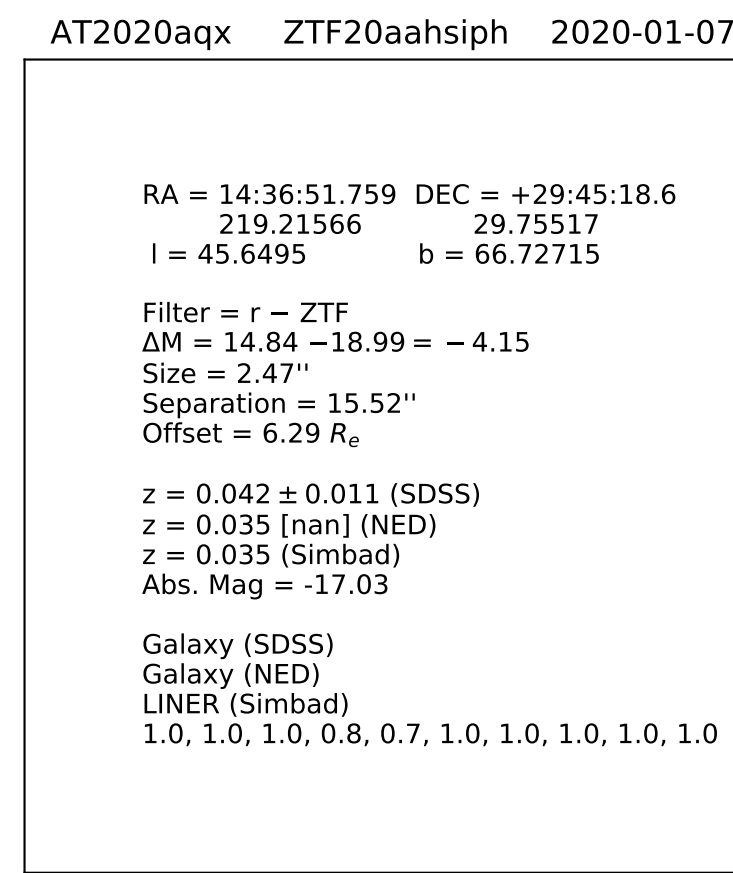 AT2020aqx ZTF20aahsiph 2020-01-07
RA = 14:36:51.759 DEC = +29:45:18.6
219.21566 29.75517
l = 45.6495 b = 66.72715
Filter = r − ZTF
ΔM = 14.84 −18.99 = − 4.15
Size = 2.47''
Separation = 15.52''
Offset = 6.29 Rₑ
z = 0.042 ± 0.011 (SDSS)
z = 0.035 [nan] (NED)
z = 0.035 (Simbad)
Abs. Mag = -17.03
Galaxy (SDSS)
Galaxy (NED)
LINER (Simbad)
1.0, 1.0, 1.0, 0.8, 0.7, 1.0, 1.0, 1.0, 1.0, 1.0